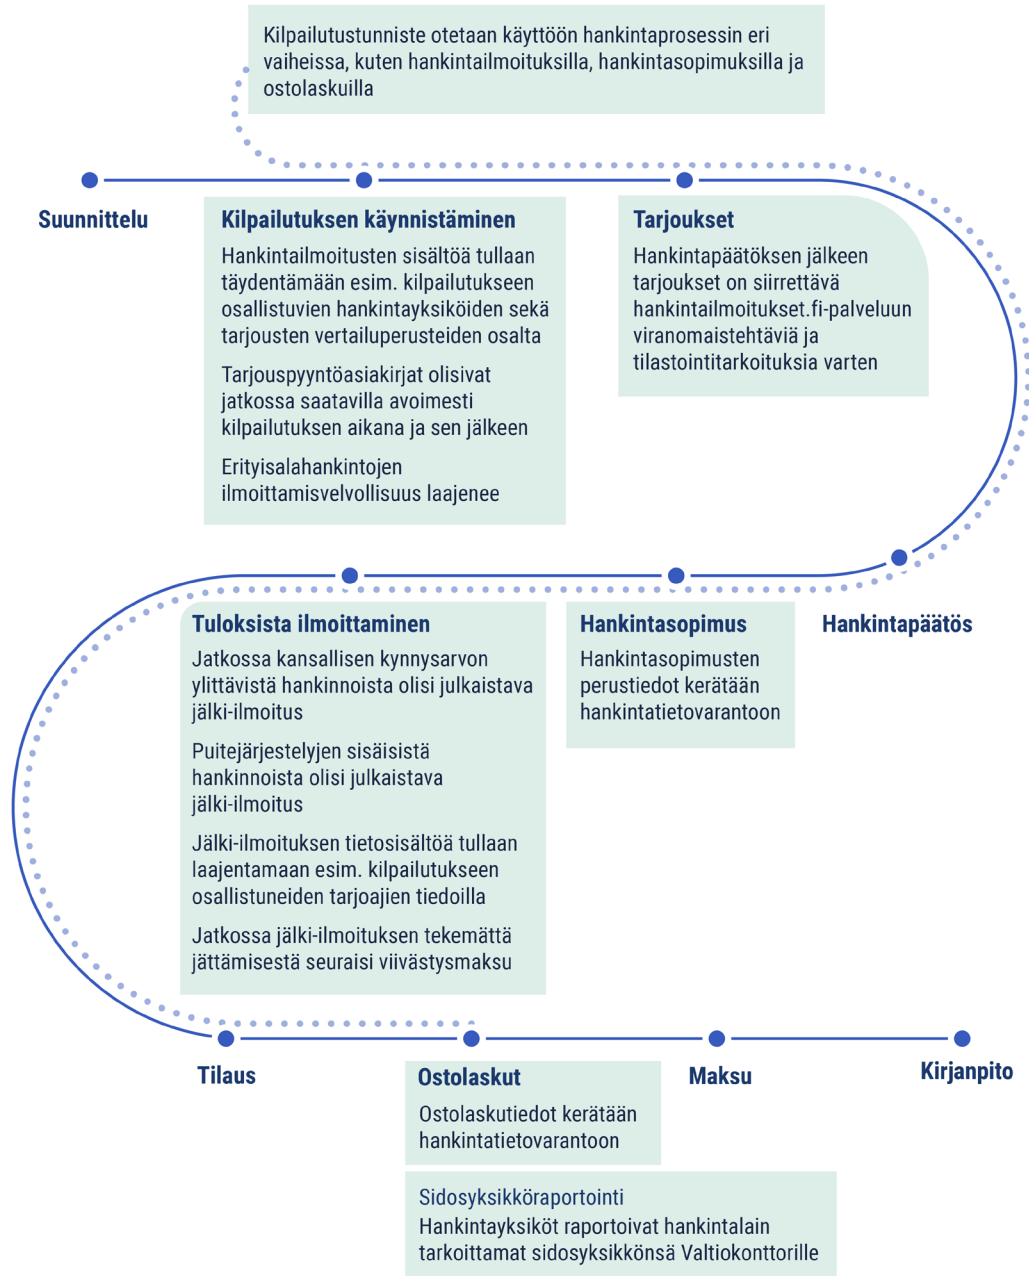 Kilpailutustunniste otetaan käyttöön hankintaprosessin eri
vaiheissa, kuten hankintailmoituksilla, hankintasopimuksilla ja
ostolaskuilla
Suunnittelu
Kilpailutuksen käynnistäminen
Hankintailmoitusten sisältöä tullaan
täydentämään esim. kilpailutukseen
osallistuvien hankintayksiköiden sekä
tarjousten vertailuperusteiden osalta
Tarjouspyyntöasiakirjat olisivat
jatkossa saatavilla avoimesti
kilpailutuksen aikana ja sen jälkeen
Erityisalahankintojen
ilmoittamisvelvollisuus laajenee
Tarjoukset
Hankintapäätöksen jälkeen
tarjoukset on siirrettävä
hankintailmoitukset.fi-palveluun
viranomaistehtäviä ja
tilastointitarkoituksia varten
Tuloksista ilmoittaminen
Jatkossa kansallisen kynnysarvon
ylittävistä hankinnoista olisi julkaistava
jälki-ilmoitus
Puitejärjestelyjen sisäisistä
hankinnoista olisi julkaistava
jälki-ilmoitus
Jälki-ilmoituksen tietosisältöä tullaan
laajentamaan esim. kilpailutukseen
osallistuneiden tarjoajien tiedoilla
Jatkossa jälki-ilmoituksen tekemättä
jättämisestä seuraisi viivästysmaksu
Hankintasopimus
Hankintasopimusten
perustiedot kerätään
hankintatietovarantoon
Hankintapäätös
Tilaus
Ostolaskut
Ostolaskutiedot kerätään
hankintatietovarantoon
Maksu
Kirjanpito
Sidosyksikköraportointi
Hankintayksiköt raportoivat hankintalain
tarkoittamat sidosyksikkönsä Valtiokonttorille